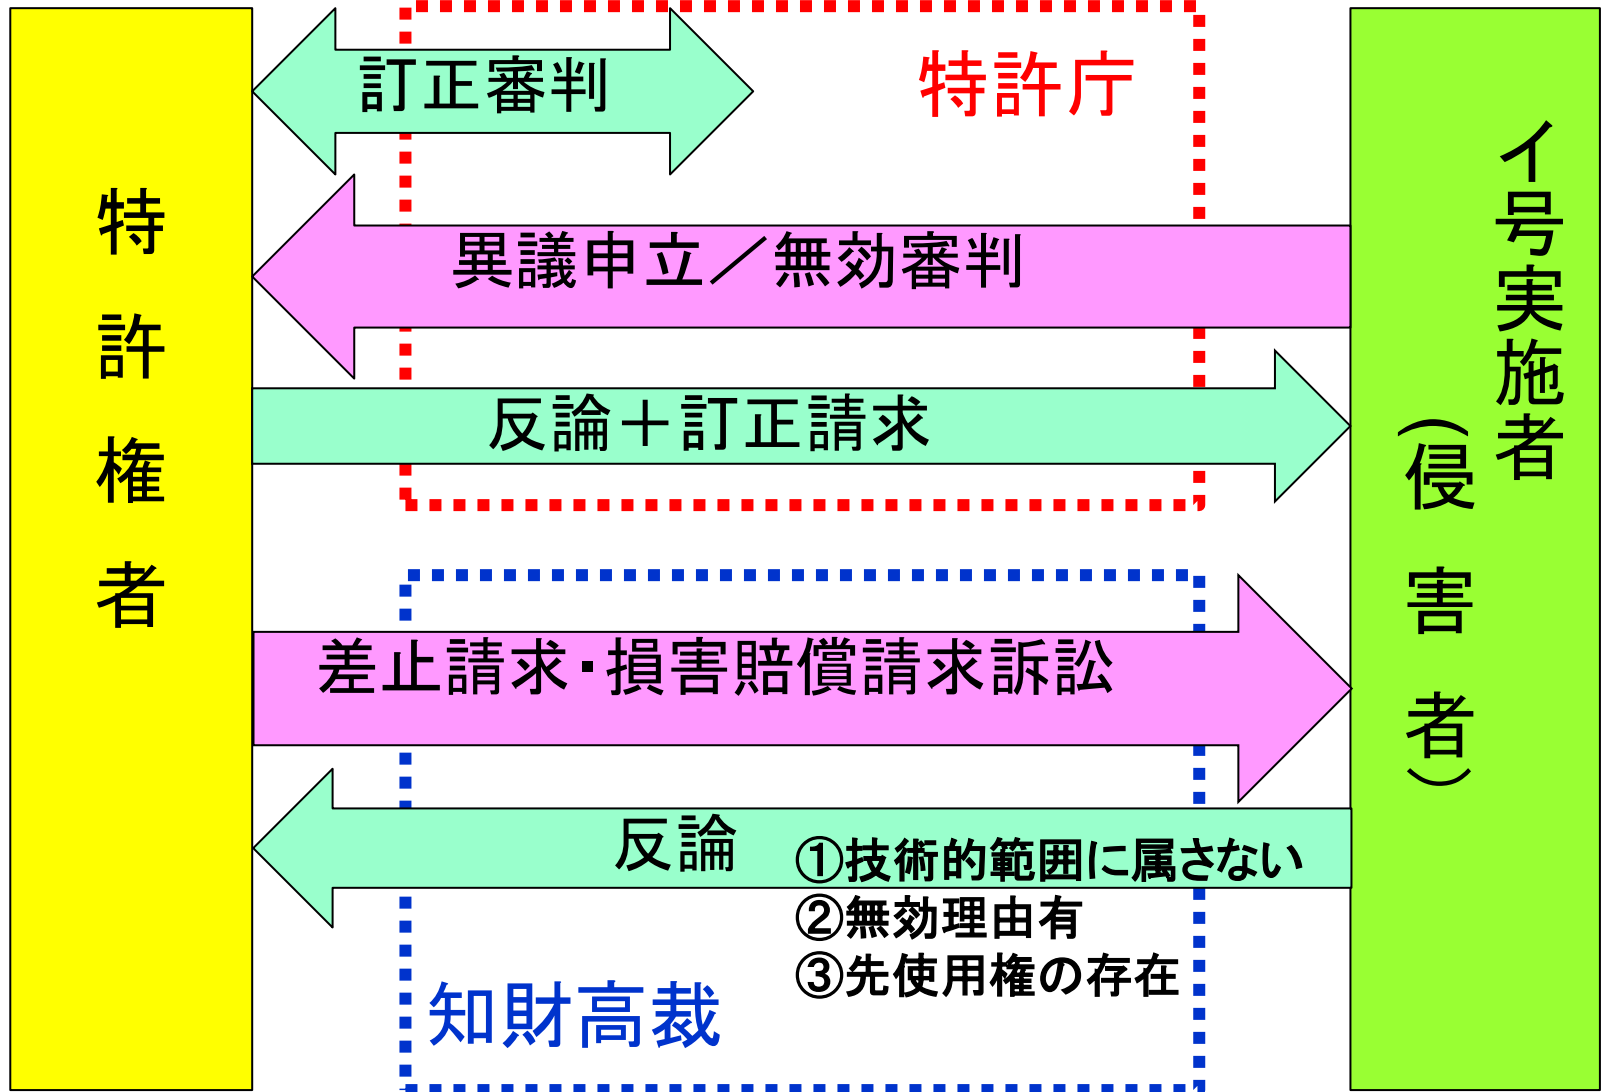 特許権者
訂正審判
特許庁
異議申立／無効審判
反論＋訂正請求
差止請求・損害賠償請求訴訟
反論
①技術的範囲に属さない
②無効理由有
③先使用権の存在
知財高裁
イ号実施者
（侵害者）